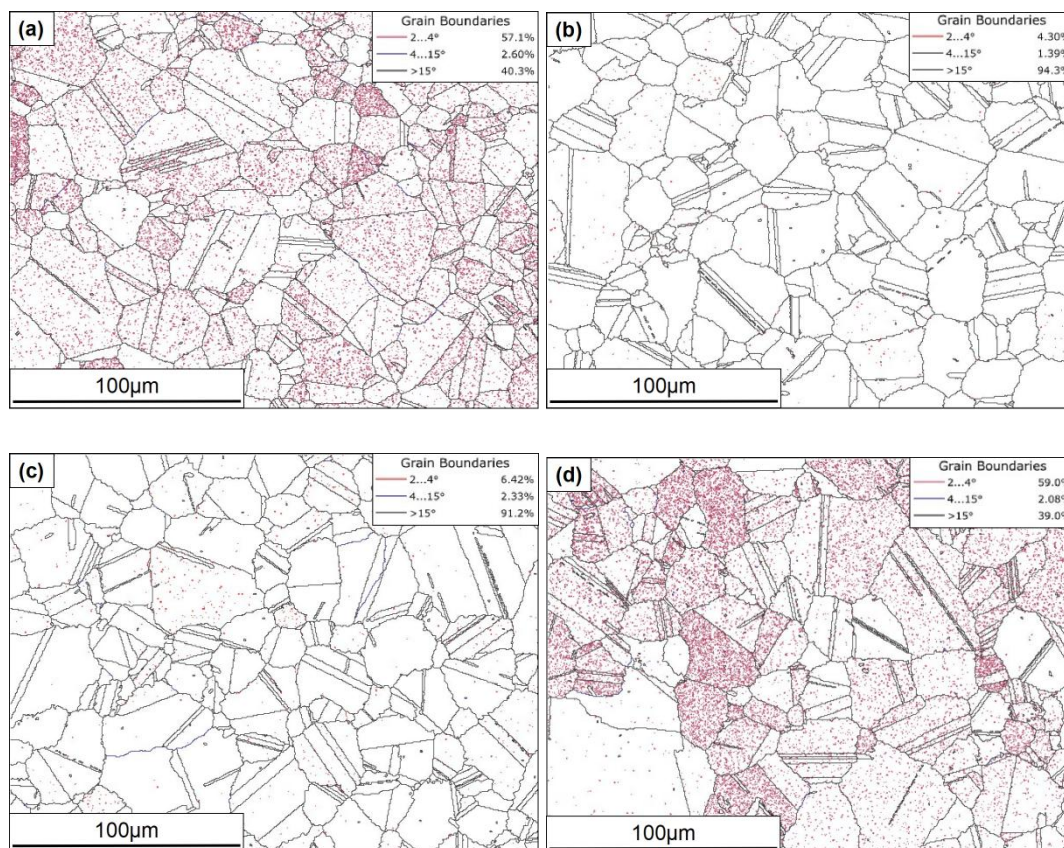 (a)
Grain Boundaries
2...4° 57.1%
4...15° 2.60%
>15° 40.3%
100µm
(b)
Grain Boundaries
2...4° 4.30%
4...15° 1.39%
>15° 94.3%
100µm
(c)
Grain Boundaries
2...4° 6.42%
4...15° 2.33%
>15° 91.2%
100µm
(d)
Grain Boundaries
2...4° 59.0%
4...15° 2.08%
>15° 39.0%
100µm